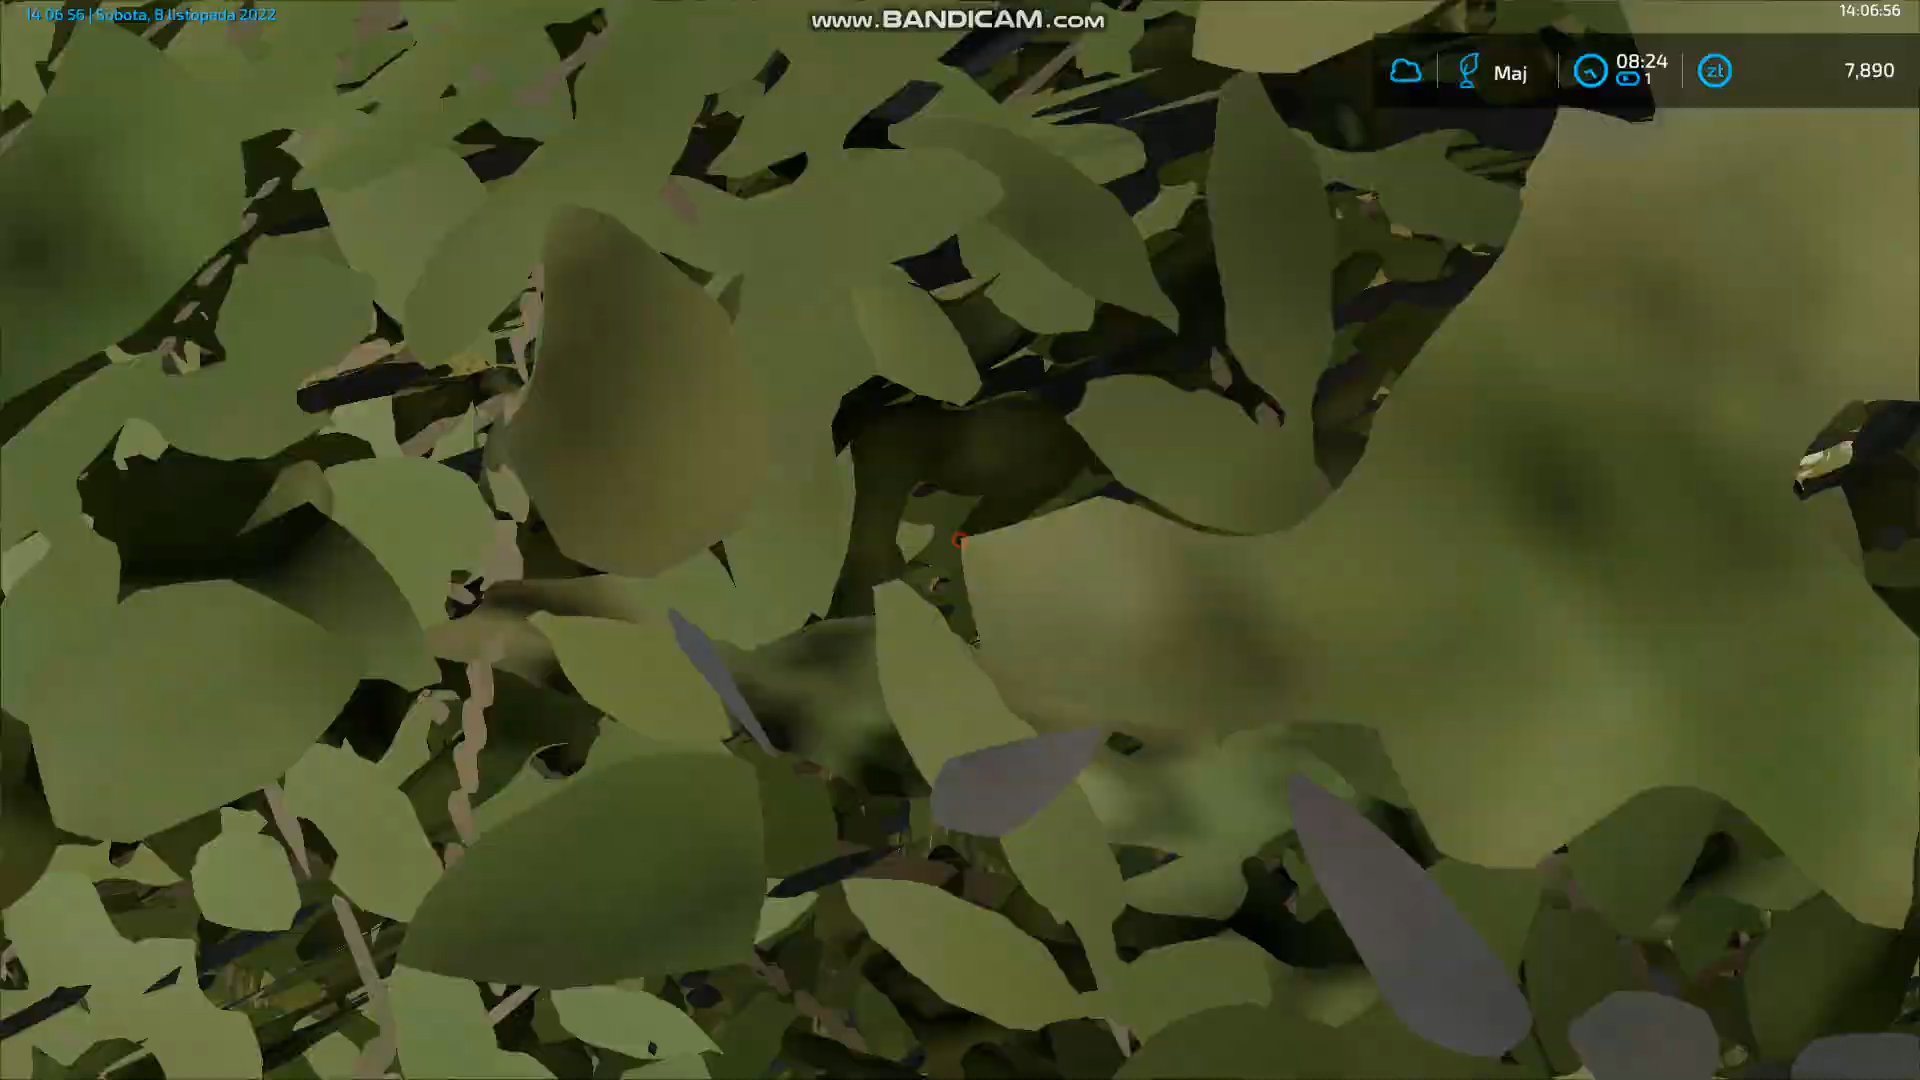 14:06:56 | Sobota, 8 listopada 2022
www.BANDICAM.com
14:06:56
Maj
08:24
1
zł
7,890